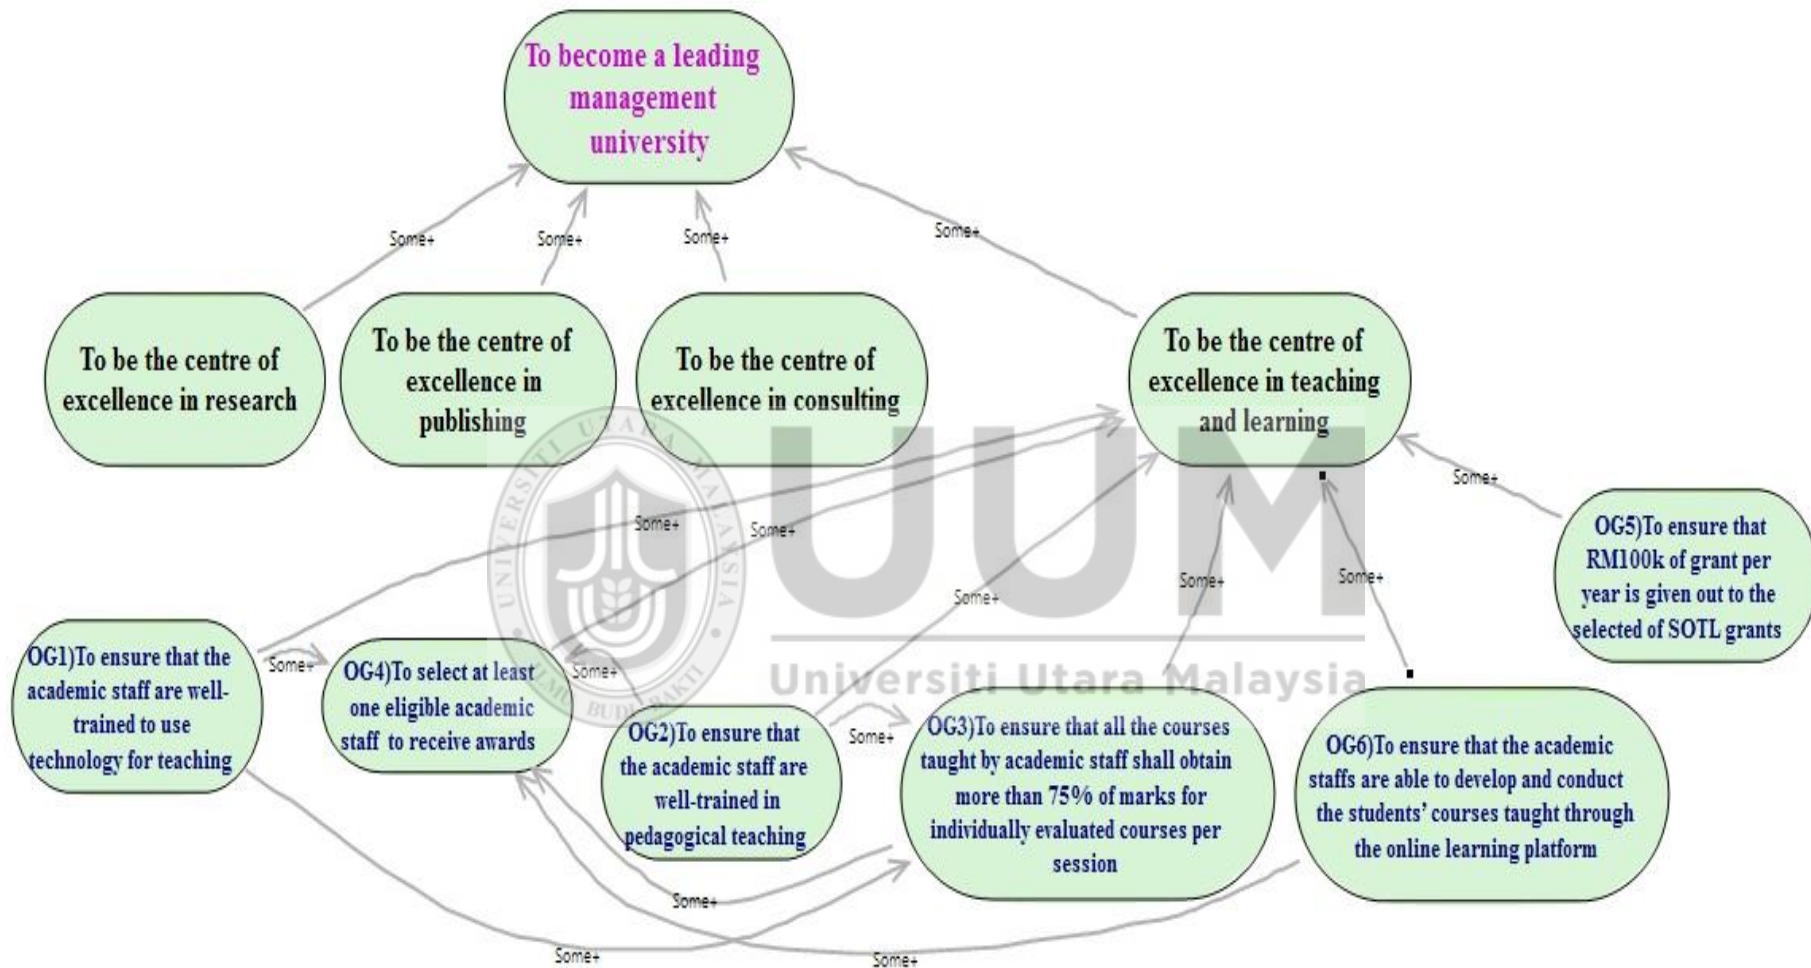 To become a leading
management
university
Some+
Some+
Some+
Some+
To be the centre of
excellence in research
To be the centre of
excellence in
publishing
To be the centre of
excellence in consulting
To be the centre of
excellence in teaching
and learning
UNIVERSITI UTARA MALAYSIA
ILMU BUDI BAKTI
UUM
Universiti Utara Malaysia
Some+
Some+
Some+
Some+
Some+
Some+
OG5)To ensure that
RM100k of grant per
year is given out to the
selected of SOTL grants
OG1)To ensure that the
academic staff are well-
trained to use
technology for teaching
Some+
OG4)To select at least
one eligible academic
staff to receive awards
Some+
OG2)To ensure that
the academic staff are
well-trained in
pedagogical teaching
Some+
OG3)To ensure that all the courses
taught by academic staff shall obtain
more than 75% of marks for
individually evaluated courses per
session
OG6)To ensure that the academic
staffs are able to develop and conduct
the students’ courses taught through
the online learning platform
Some+
Some+
Some+